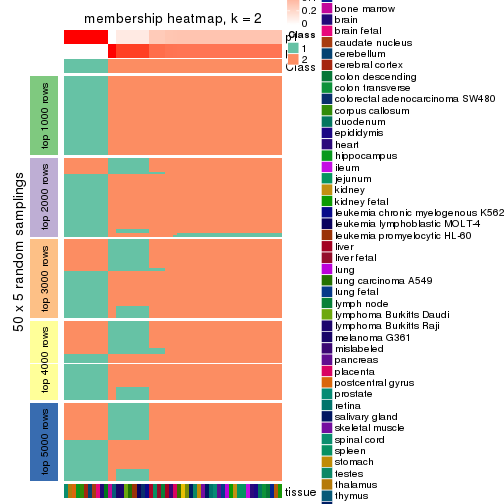 membership heatmap, k = 2
p1
Class
50 x 5 random samplings
top 1000 rows
top 2000 rows
top 3000 rows
top 4000 rows
top 5000 rows
tissue
0.2
0
Class
1
2
bone marrow
brain
brain fetal
caudate nucleus
cerebellum
cerebral cortex
colon descending
colon transverse
colorectal adenocarcinoma SW480
corpus callosum
duodenum
epididymis
heart
hippocampus
ileum
jejunum
kidney
kidney fetal
leukemia chronic myelogenous K562
leukemia lymphoblastic MOLT-4
leukemia promyelocytic HL-60
liver
liver fetal
lung
lung carcinoma A549
lung fetal
lymph node
lymphoma Burkitts Daudi
lymphoma Burkitts Raji
melanoma G361
mislabeled
pancreas
placenta
postcentral gyrus
prostate
retina
salivary gland
skeletal muscle
spinal cord
spleen
stomach
testes
thalamus
thymus